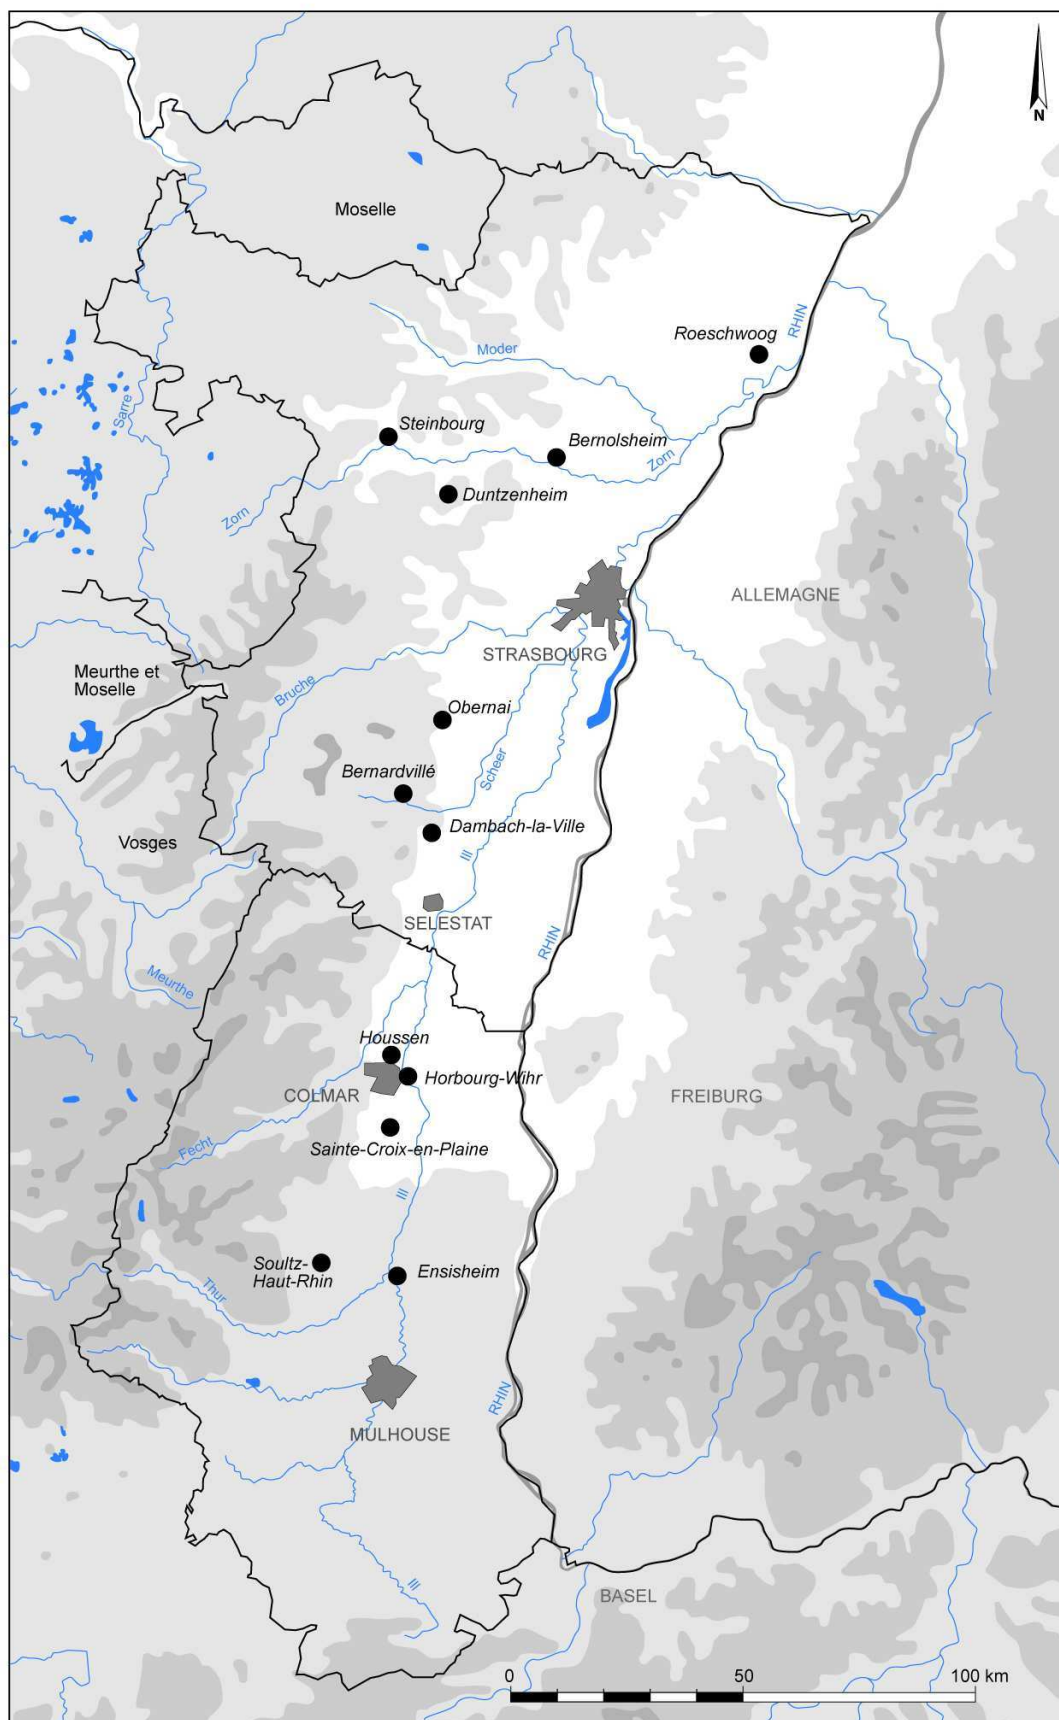 N
Moselle
RHIN
Roeschwoog
Moder
Sarre
Steinbourg
Bernolsheim
Zorn
Duntzenheim
Zorn
ALLEMAGNE
STRASBOURG
Meurthe et
Moselle
Bruche
Obernai
Scheer
Bernardvillé
Dambach-la-Ville
Vosges
Ill
SELESTAT
RHIN
Meurthe
Houssen
Horbourg-Wihr
COLMAR
FREIBURG
Fecht
Sainte-Croix-en-Plaine
Ill
Soultz-
Haut-Rhin
Ensisheim
Thur
RHIN
MULHOUSE
Ill
BASEL
0 50 100 km